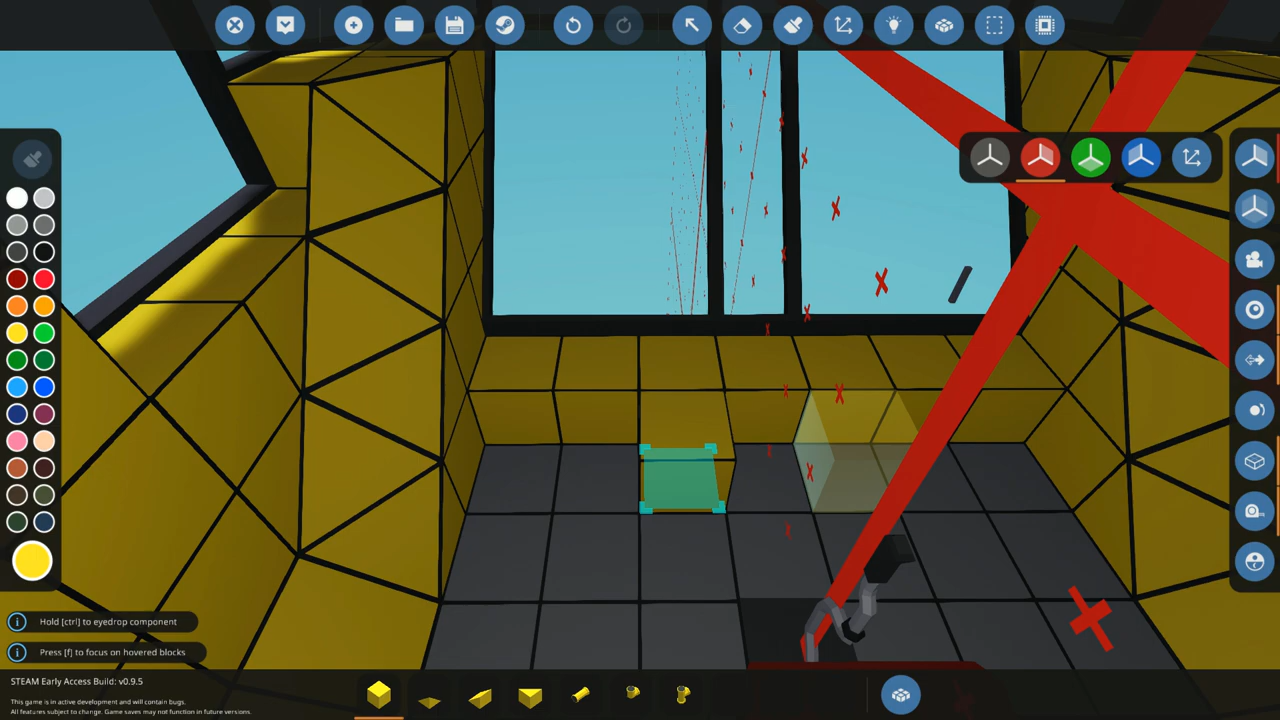 Hold [ctrl] to eyedrop component
Press [f] to focus on hovered blocks
STEAM Early Access Build: v0.9.5
This game is in active development and will contain bugs.
All features subject to change. Game saves may not function in future versions.